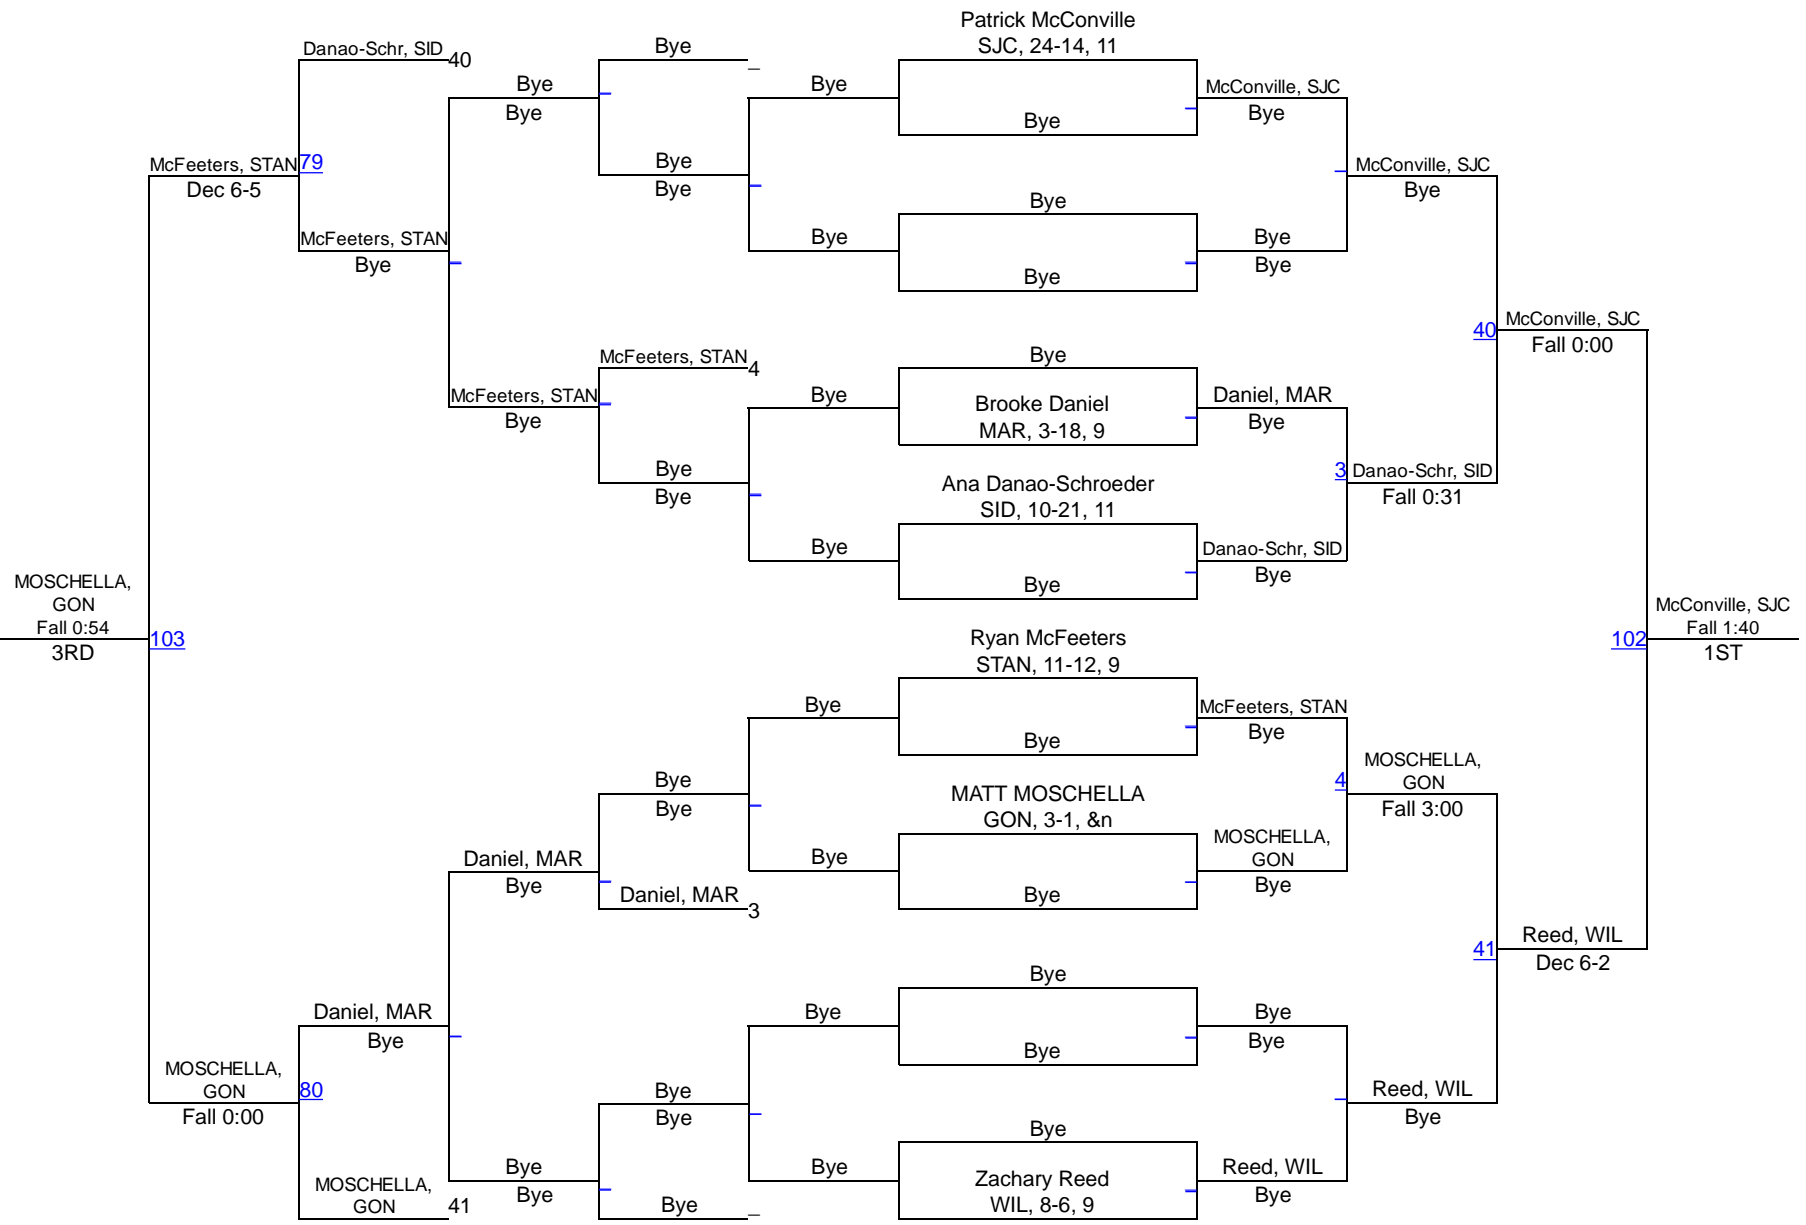 Patrick McConville
SJC, 24-14, 11
Danao-Schr, SID
40
Bye
_
Bye
Bye
Bye
Bye
McConville, SJC
Bye
McFeeters, STAN
Dec 6-5
79
Bye
Bye
McConville, SJC
Bye
McFeeters, STAN
Bye
Bye
Bye
Bye
Bye
Bye
McFeeters, STAN
4
Bye
40
McConville, SJC
Fall 0:00
McFeeters, STAN
Bye
Bye
Brooke Daniel
MAR, 3-18, 9
Daniel, MAR
Bye
Bye
Bye
Ana Danao-Schroeder
SID, 10-21, 11
3
Danao-Schr, SID
Fall 0:31
Bye
Bye
Danao-Schr, SID
Bye
MOSCHELLA,
GON
Fall 0:54
3RD
103
Ryan McFeeters
STAN, 11-12, 9
102
McConville, SJC
Fall 1:40
1ST
Bye
Bye
McFeeters, STAN
Bye
Bye
Bye
MATT MOSCHELLA
GON, 3-1, &n
4
MOSCHELLA,
GON
Fall 3:00
Daniel, MAR
Bye
Daniel, MAR
3
Bye
Bye
MOSCHELLA,
GON
Bye
41
Reed, WIL
Dec 6-2
Daniel, MAR
Bye
Bye
Bye
Bye
Bye
Bye
MOSCHELLA,
GON
Fall 0:00
80
Bye
Bye
Reed, WIL
Bye
MOSCHELLA,
GON
41
Bye
Bye
Bye
_
Bye
Bye
Zachary Reed
WIL, 8-6, 9
Reed, WIL
Bye